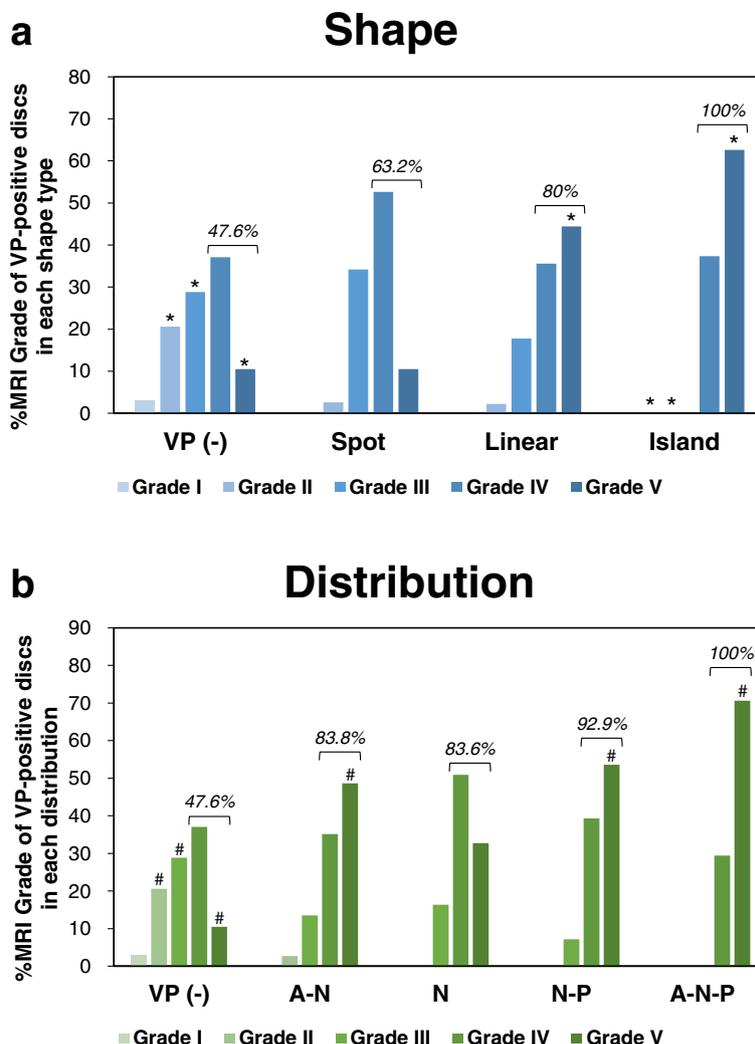 a
Shape
%MRI Grade of VP-positive discs
in each shape type
80
70
60
50
40
30
20
10
0
47.6%
63.2%
80%
100%
* * * * * * * *
VP (-) Spot Linear Island
Grade I Grade II Grade III Grade IV Grade V
b
Distribution
%MRI Grade of VP-positive discs
in each distribution
90
80
70
60
50
40
30
20
10
0
47.6%
83.8%
83.6%
92.9%
100%
# # # # # #
VP (-) A-N N N-P A-N-P
Grade I Grade II Grade III Grade IV Grade V